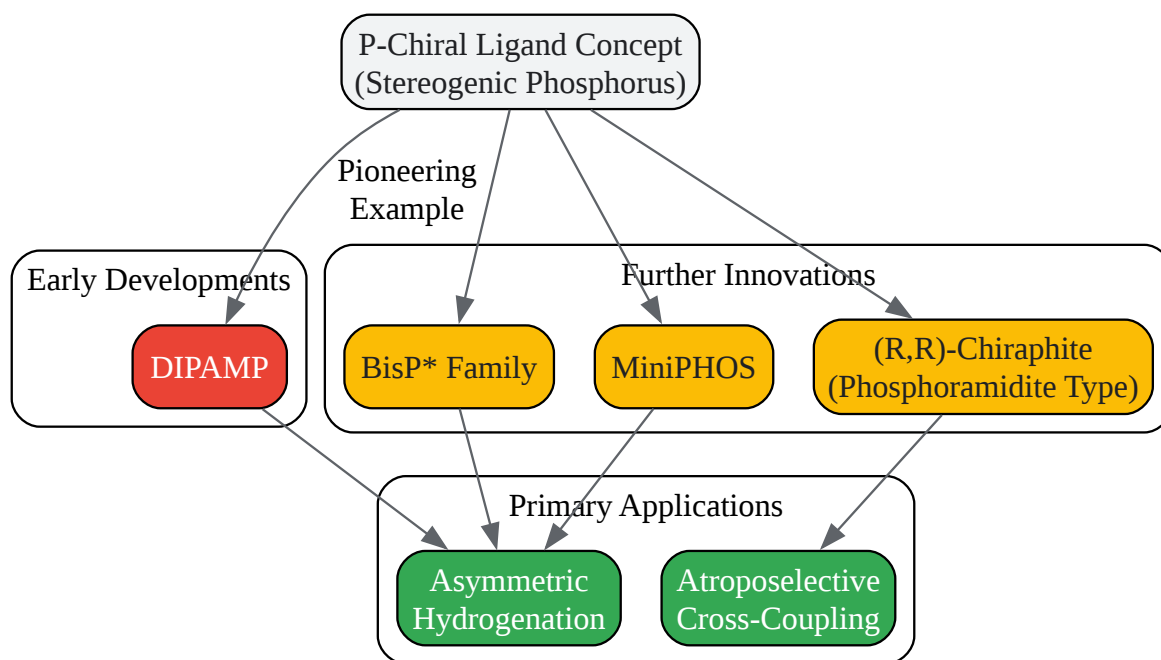 P-Chiral Ligand Concept
(Stereogenic Phosphorus)
Pioneering
Example
Early Developments
Further Innovations
DIPAMP
BisP* Family
MiniPHOS
(R,R)-Chiraphite
(Phosphoramidite Type)
Primary Applications
Asymmetric
Hydrogenation
Atroposelective
Cross-Coupling